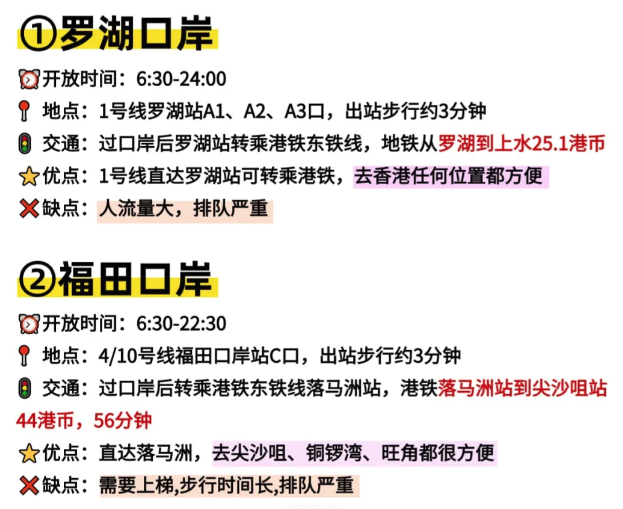 ①罗湖口岸
开放时间：6:30-24:00
地点：1号线罗湖站A1、A2、A3口，出站步行约3分钟
交通：过口岸后罗湖站转乘港铁东铁线，地铁从罗湖到上水25.1港币
优点：1号线直达罗湖站可转乘港铁，去香港任何位置都方便
缺点：人流量大，排队严重
②福田口岸
开放时间：6:30-22:30
地点：4/10号线福田口岸站C口，出站步行约3分钟
交通：过口岸后转乘港铁东铁线落马洲站，港铁落马洲站到尖沙咀站
44港币，56分钟
优点：直达落马洲，去尖沙咀、铜锣湾、旺角都很方便
缺点：需要上梯,步行时间长,排队严重